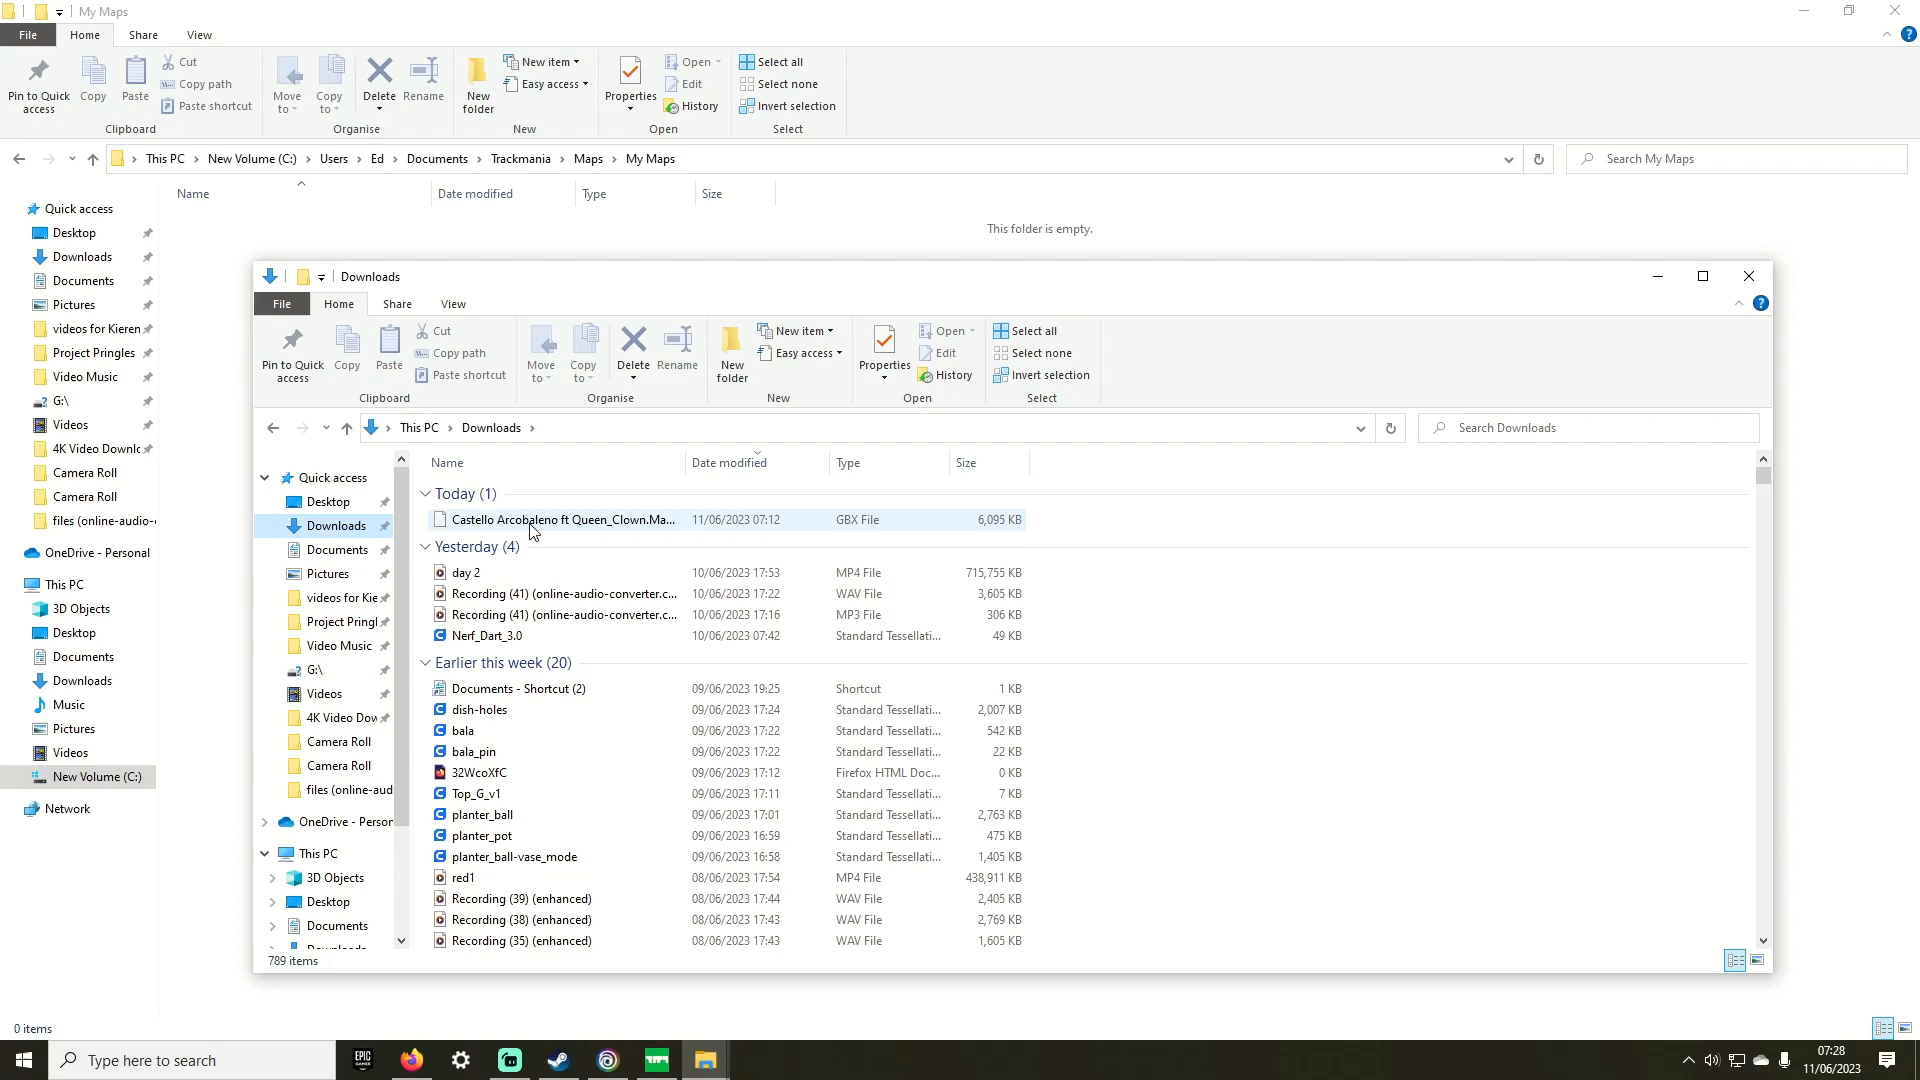 My Maps
File Home Share View
Pin to Quick access
Copy
Paste
Cut
Copy path
Paste shortcut
Clipboard
Move to
Copy to
Delete
Rename
Organise
New folder
New item
Easy access
New
Properties
Open
Edit
History
Open
Select all
Select none
Invert selection
Select
This PC > New Volume (C:) > Users > Ed > Documents > Trackmania > Maps > My Maps
Search My Maps
Name Date modified Type Size
This folder is empty.
Quick access
Desktop
Downloads
Documents
Pictures
videos for Kieren
Project Pringles
Video Music
G:\
Videos
4K Video Downlc
Camera Roll
Camera Roll
files (online-audio-
OneDrive - Personal
This PC
3D Objects
Desktop
Documents
Downloads
Music
Pictures
Videos
New Volume (C:)
Network
0 items
Downloads
File Home Share View
Pin to Quick access
Copy
Paste
Cut
Copy path
Paste shortcut
Clipboard
Move to
Copy to
Delete
Rename
Organise
New folder
New item
Easy access
New
Properties
Open
Edit
History
Open
Select all
Select none
Invert selection
Select
This PC > Downloads >
Search Downloads
Quick access
Desktop
Downloads
Documents
Pictures
videos for Kie
Project Pringl
Video Music
G:\
Videos
4K Video Dow
Camera Roll
Camera Roll
files (online-aud
OneDrive - Person
This PC
3D Objects
Desktop
Documents
Downloads
Name Date modified Type Size
Today (1)
Castello Arcobaleno ft Queen_Clown.Ma... 11/06/2023 07:12 GBX File 6,095 KB
Yesterday (4)
day 2 10/06/2023 17:53 MP4 File 715,755 KB
Recording (41) (online-audio-converter.c... 10/06/2023 17:22 WAV File 3,605 KB
Recording (41) (online-audio-converter.c... 10/06/2023 17:16 MP3 File 306 KB
Nerf_Dart_3.0 10/06/2023 07:42 Standard Tessellati... 49 KB
Earlier this week (20)
Documents - Shortcut (2) 09/06/2023 19:25 Shortcut 1 KB
dish-holes 09/06/2023 17:24 Standard Tessellati... 2,007 KB
bala 09/06/2023 17:22 Standard Tessellati... 542 KB
bala_pin 09/06/2023 17:22 Standard Tessellati... 22 KB
32WcoXfC 09/06/2023 17:12 Firefox HTML Doc... 0 KB
Top_G_v1 09/06/2023 17:11 Standard Tessellati... 7 KB
planter_ball 09/06/2023 17:01 Standard Tessellati... 2,763 KB
planter_pot 09/06/2023 16:59 Standard Tessellati... 475 KB
planter_ball-vase_mode 09/06/2023 16:58 Standard Tessellati... 1,405 KB
red1 08/06/2023 17:54 MP4 File 438,911 KB
Recording (39) (enhanced) 08/06/2023 17:44 WAV File 2,405 KB
Recording (38) (enhanced) 08/06/2023 17:43 WAV File 2,769 KB
Recording (35) (enhanced) 08/06/2023 17:43 WAV File 1,605 KB
789 items
Type here to search
EPIC GAMES
07:28
11/06/2023